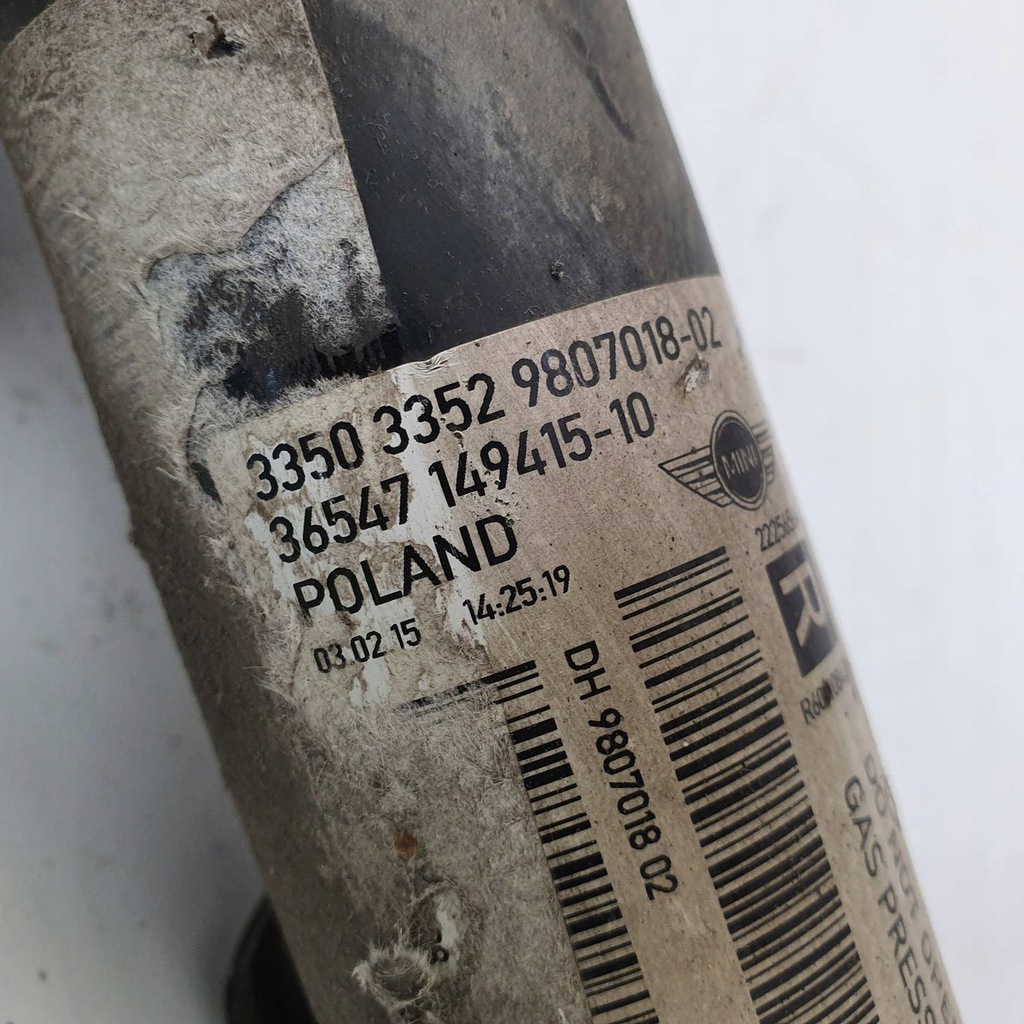 3350 3352 9807018-02
36547 149415-10
POLAND
03.02 15 14:25:19
MINI
R
DH 9807018 02
GAS